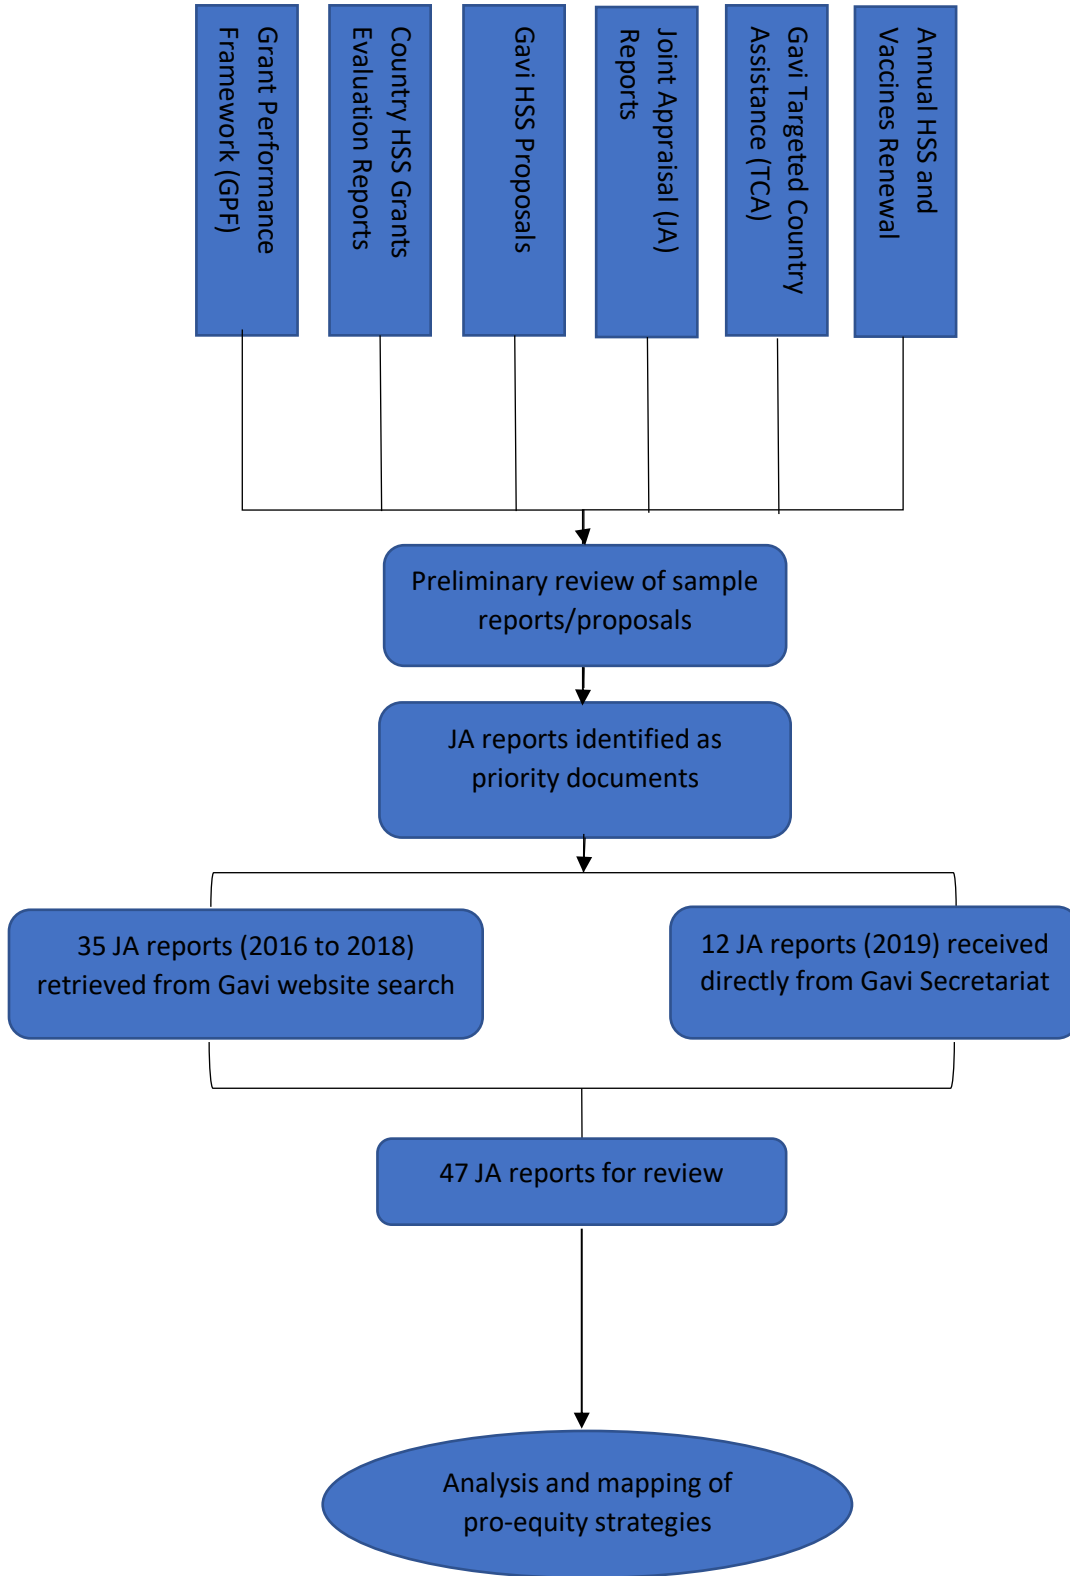 Grant Performance
Framework (GPF)
Country HSS Grants
Evaluation Reports
Gavi HSS Proposals
Joint Appraisal (JA)
Reports
Gavi Targeted Country
Assistance (TCA)
Annual HSS and
Vaccines Renewal
Preliminary review of sample
reports/proposals
JA reports identified as
priority documents
35 JA reports (2016 to 2018)
retrieved from Gavi website search
12 JA reports (2019) received
directly from Gavi Secretariat
47 JA reports for review
Analysis and mapping of
pro-equity strategies